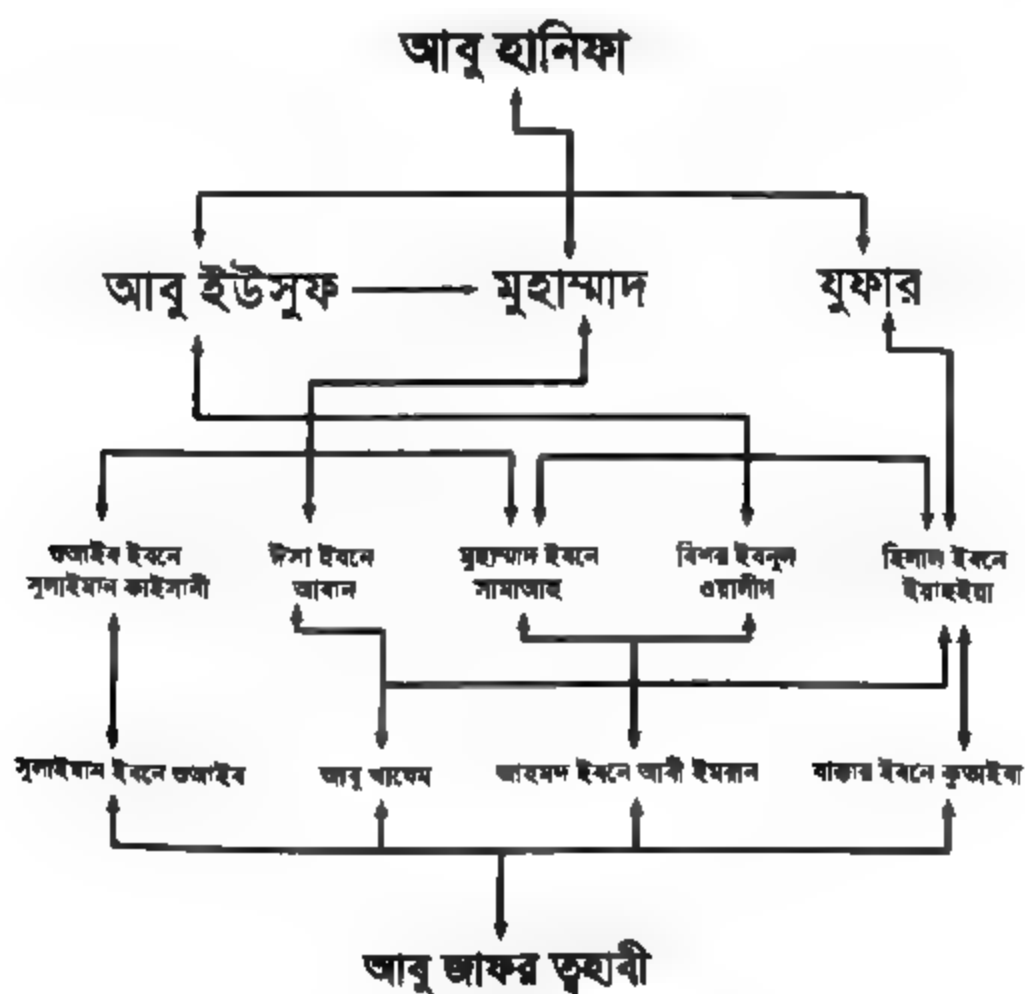 আবু হানিফা
আবু ইউসুফ
মুহাম্মাদ
যুফার
শুআইব ইবনে
সুলাইমান কাইসানী
ঈসা ইবনে
আবান
মুহাম্মাদ ইবনে
সামাআহ
বিশর ইবনুল
ওয়ালীদ
হিলাল ইবনে
ইয়াহইয়া
সুলাইমান ইবনে শুআইব
আবু খাযেম
আহমদ ইবনে আবী ইমরান
বাক্কার ইবনে কুতাইবা
আবু জাফর ত্বহাবী